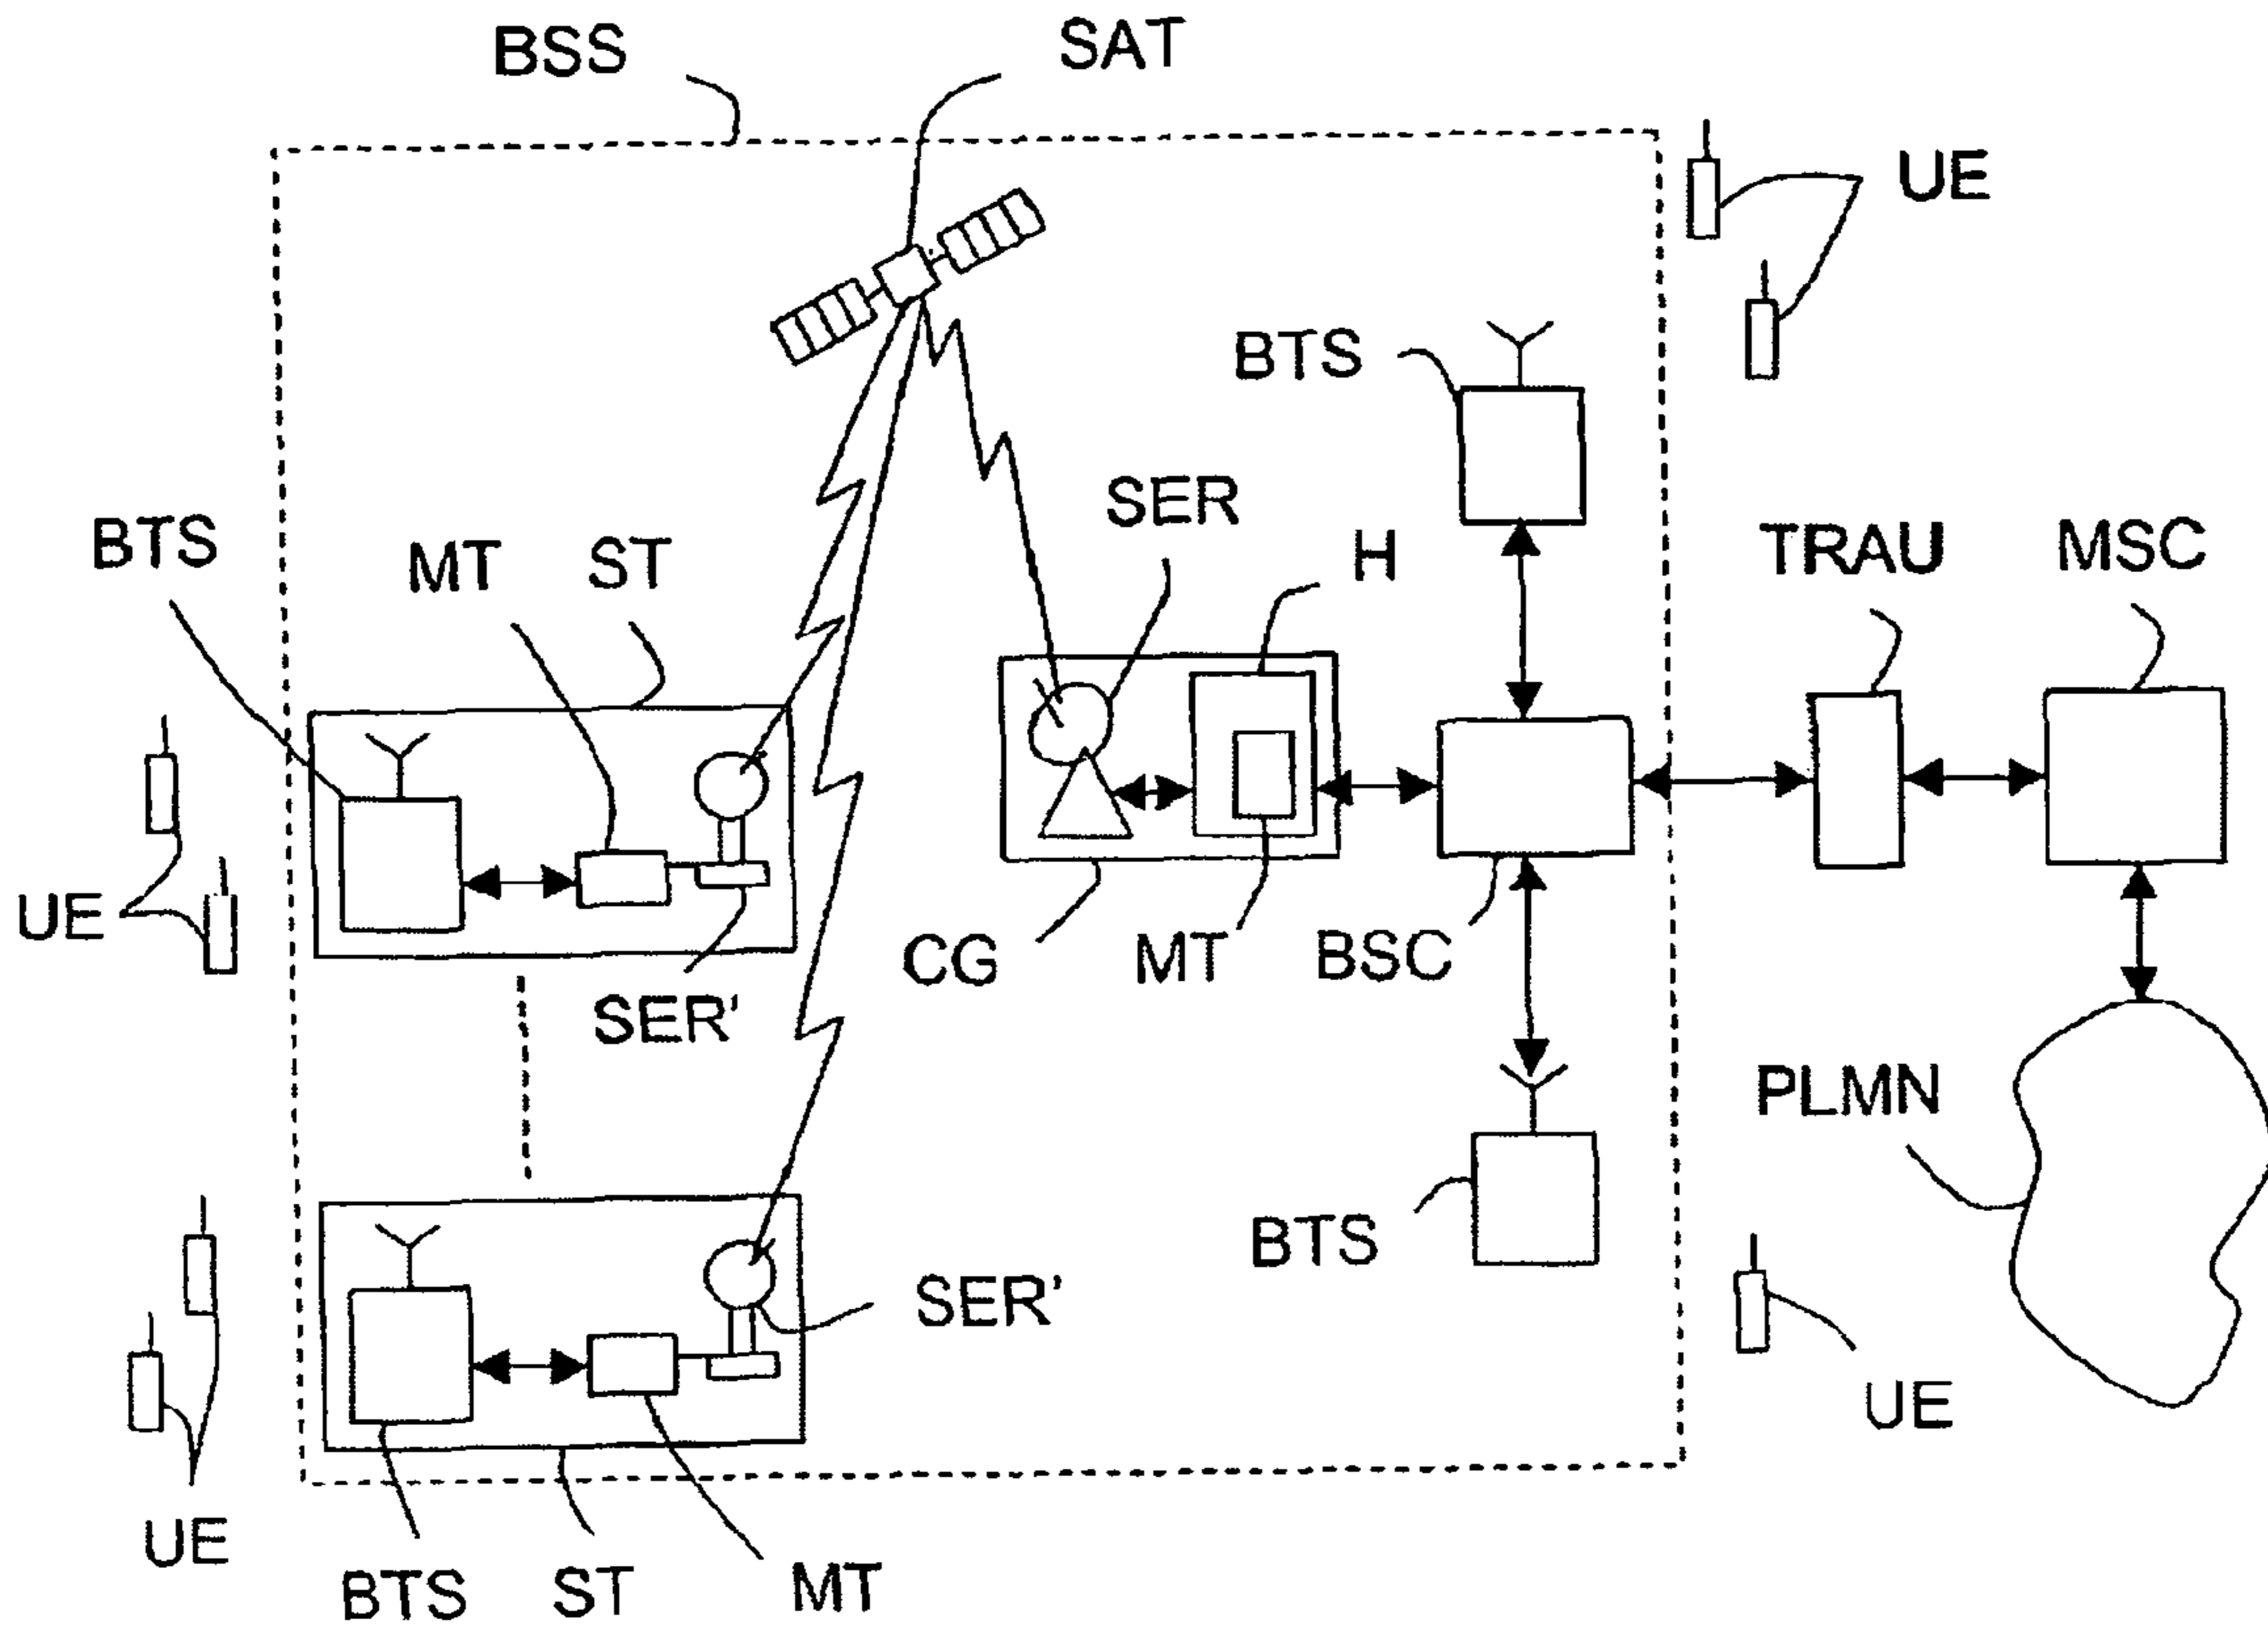 BSS
SAT
UE
BTS
SER
H
BTS
MT
ST
TRAU
MSC
UE
CG
MT
BSC
SER'
PLMN
BTS
SER'
UE
UE
BTS
ST
MT